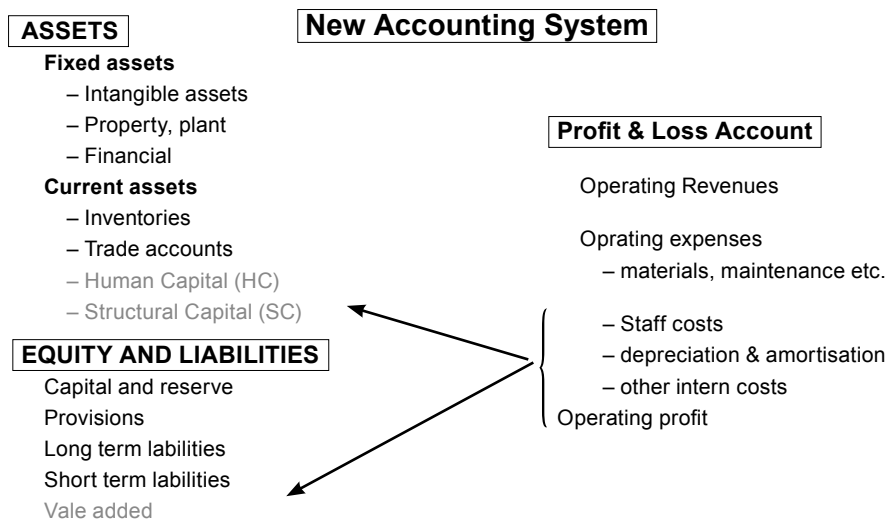 New Accounting System
ASSETS
Fixed assets
– Intangible assets
– Property, plant
– Financial
Current assets
– Inventories
– Trade accounts
– Human Capital (HC)
– Structural Capital (SC)
EQUITY AND LIABILITIES
Capital and reserve
Provisions
Long term labilities
Short term labilities
Vale added
Profit & Loss Account
Operating Revenues
Oprating expenses
– materials, maintenance etc.
– Staff costs
– depreciation & amortisation
– other intern costs
Operating profit